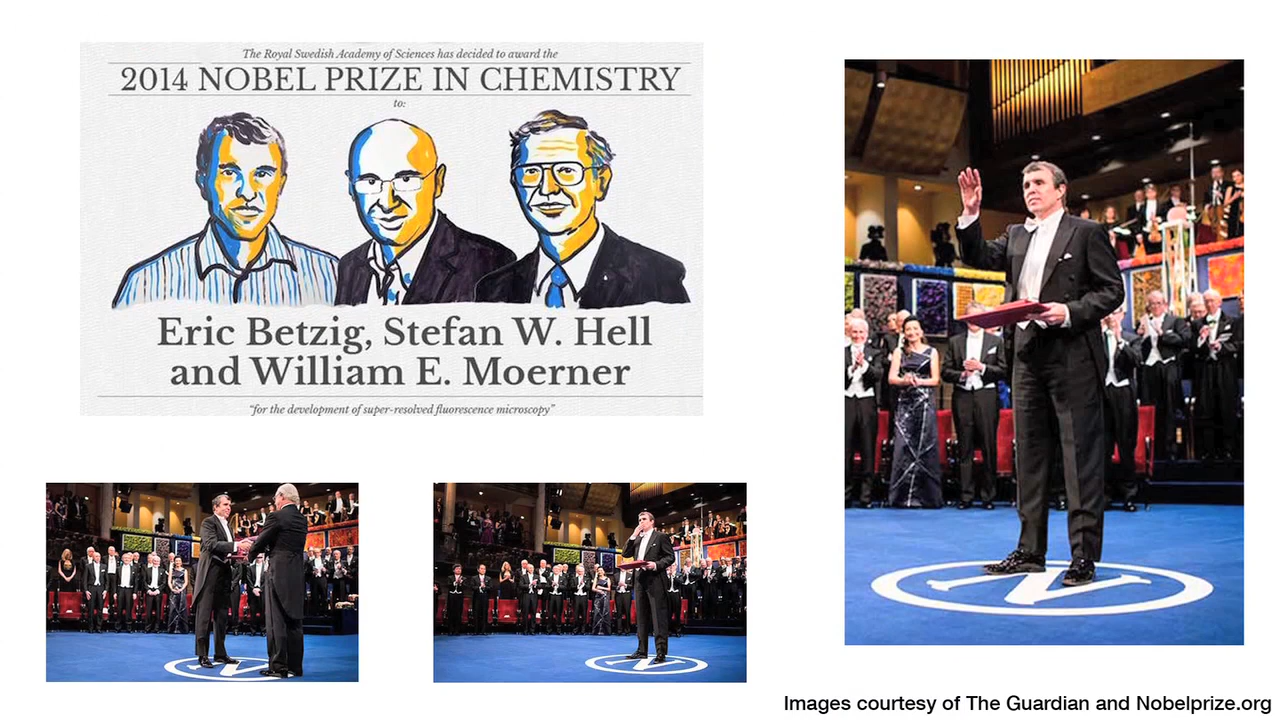 The Royal Swedish Academy of Sciences has decided to award the
2014 NOBEL PRIZE IN CHEMISTRY
to:
Eric Betzig, Stefan W. Hell
and William E. Moerner
"for the development of super-resolved fluorescence microscopy"
N
N
N
Images courtesy of The Guardian and Nobelprize.org